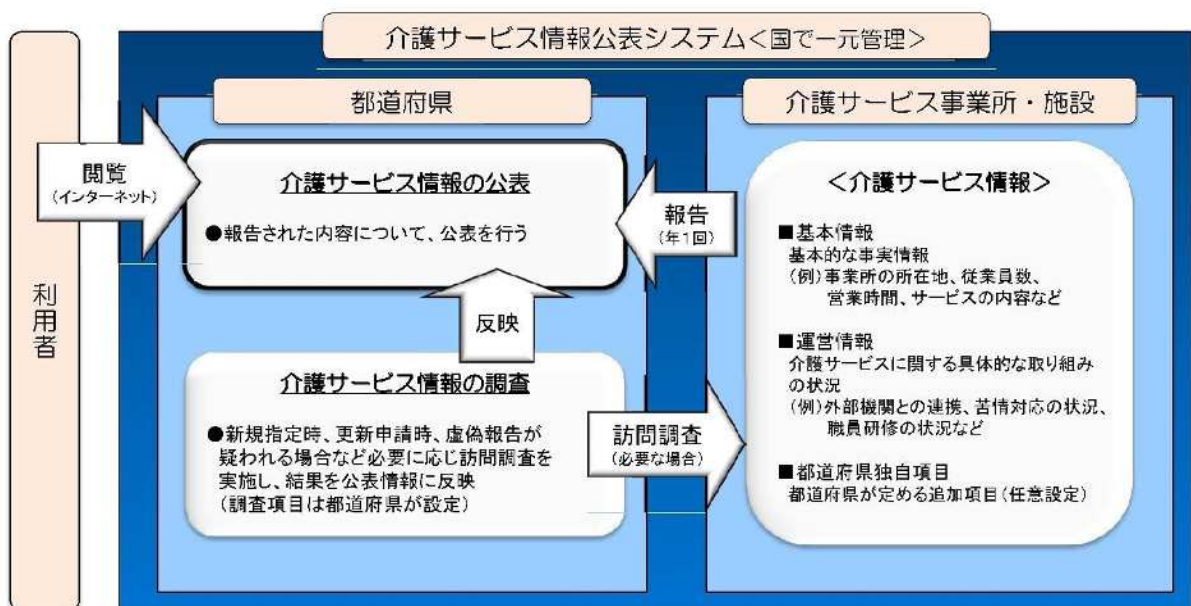 介護サービス情報公表システム<国で一元管理>
利用者
閲覧
(インターネット)
都道府県
介護サービス情報の公表
●報告された内容について、公表を行う
反映
介護サービス情報の調査
●新規指定時、更新申請時、虚偽報告が
疑われる場合など必要に応じ訪問調査を
実施し、結果を公表情報に反映
(調査項目は都道府県が設定)
報告
(年1回)
訪問調査
(必要な場合)
介護サービス事業所・施設
<介護サービス情報>
■基本情報
基本的な事実情報
(例)事業所の所在地、従業員数、
営業時間、サービスの内容など
■運営情報
介護サービスに関する具体的な取り組み
の状況
(例)外部機関との連携、苦情対応の状況、
職員研修の状況など
■都道府県独自項目
都道府県が定める追加項目(任意設定)